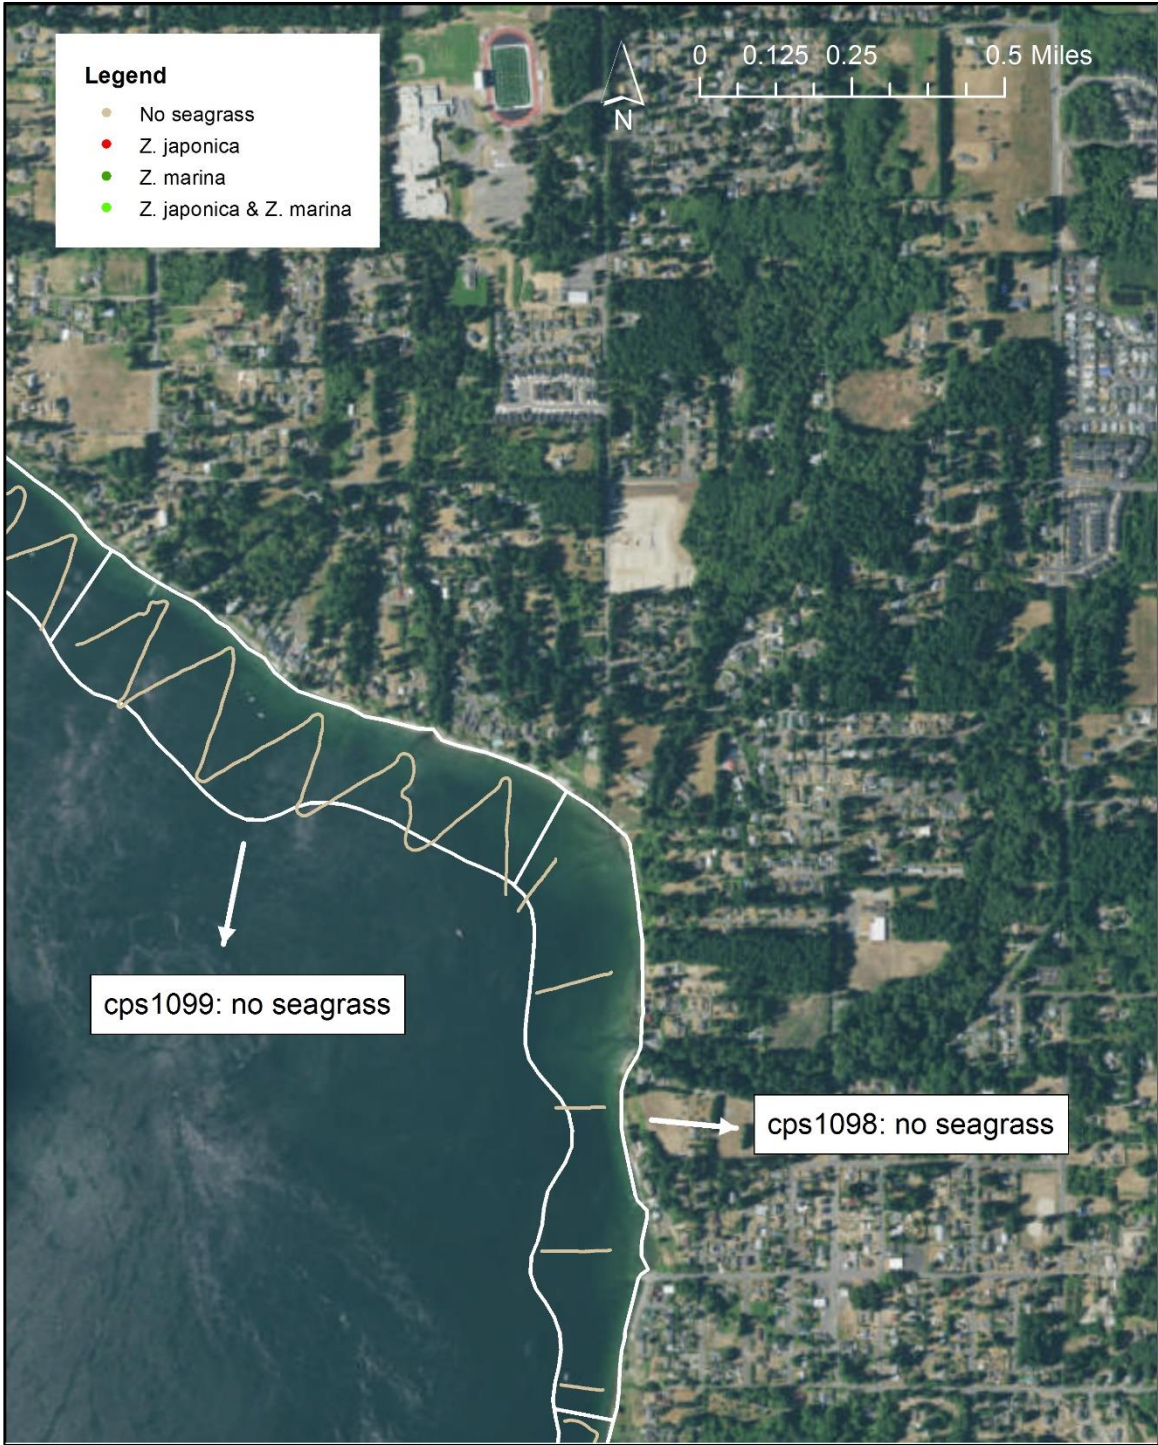 Legend
No seagrass
Z. japonica
Z. marina
Z. japonica & Z. marina
0 0.125 0.25 0.5 Miles
N
cps1099: no seagrass
cps1098: no seagrass